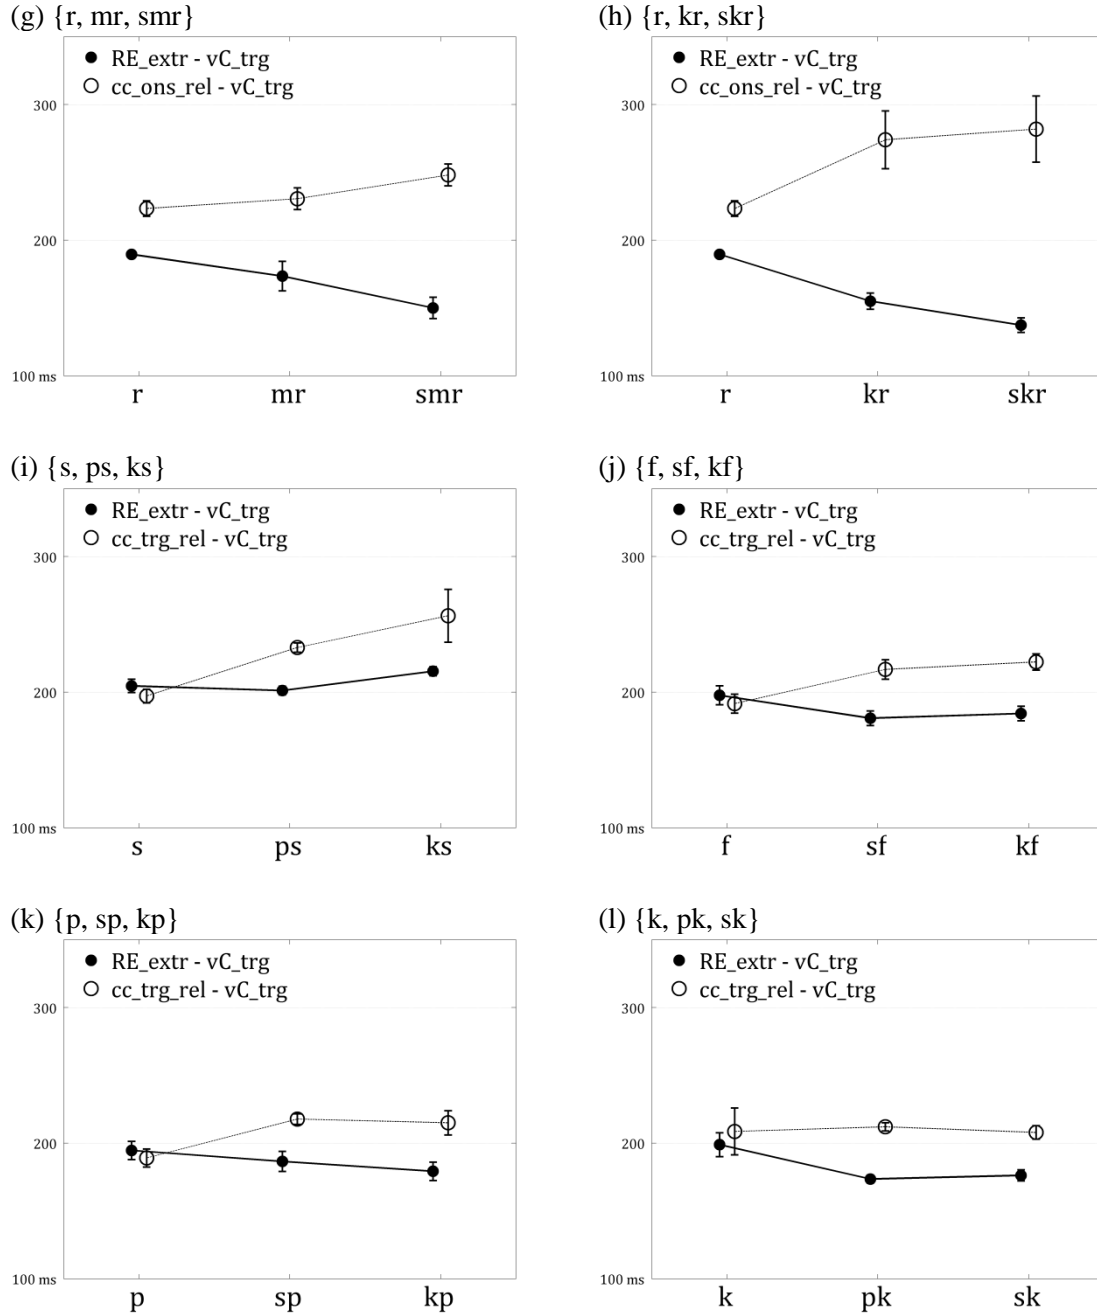 (g) {r, mr, smr}
RE_extr - vC_trg
cc_ons_rel - vC_trg
300
200
100 ms
r mr smr
(h) {r, kr, skr}
RE_extr - vC_trg
cc_ons_rel - vC_trg
300
200
100 ms
r kr skr
(i) {s, ps, ks}
RE_extr - vC_trg
cc_trg_rel - vC_trg
300
200
100 ms
s ps ks
(j) {f, sf, kf}
RE_extr - vC_trg
cc_trg_rel - vC_trg
300
200
100 ms
f sf kf
(k) {p, sp, kp}
RE_extr - vC_trg
cc_trg_rel - vC_trg
300
200
100 ms
p sp kp
(l) {k, pk, sk}
RE_extr - vC_trg
cc_trg_rel - vC_trg
300
200
100 ms
k pk sk